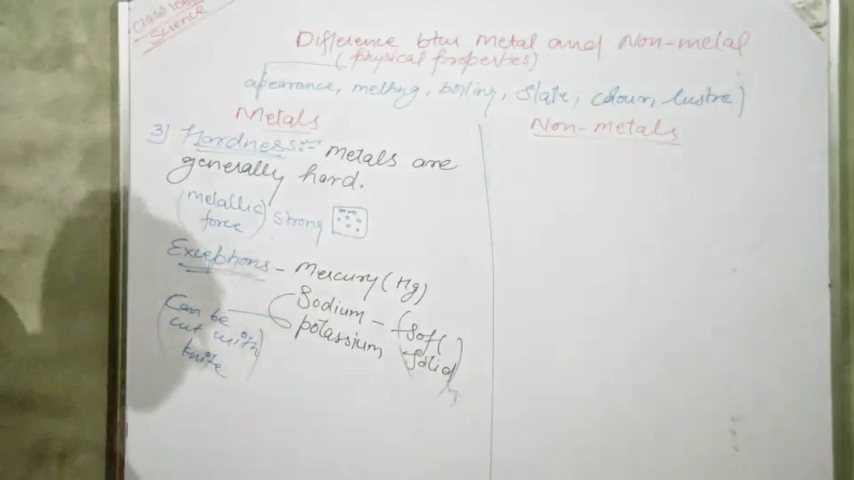 Science
Difference btw Metal and Non-metal
(physical properties)
apearance, melting, boiling, State, colour, lustre)
Metals
Non-metals
3) Hardness:- metals are
generally hard.
(metallic force) strong
Exceptions - Mercury (Hg)
Sodium
potassium - (Soft Solid)
(Can be
cut with
knife)